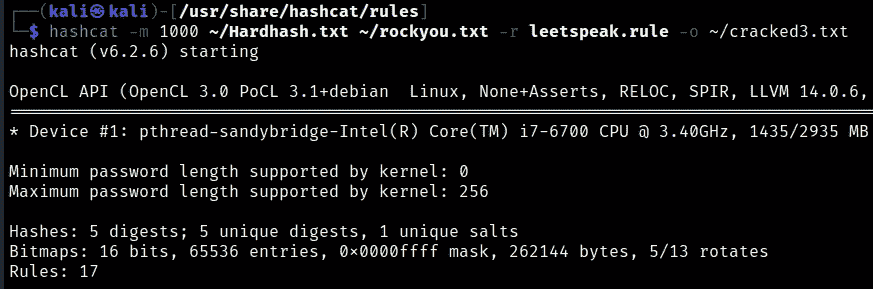 ┌──(kali㉿kali)-[/usr/share/hashcat/rules]
└─$ hashcat -m 1000 ~/Hardhash.txt ~/rockyou.txt -r leetspeak.rule -o ~/cracked3.txt
hashcat (v6.2.6) starting
OpenCL API (OpenCL 3.0 PoCL 3.1+debian  Linux, None+Asserts, RELOC, SPIR, LLVM 14.0.6,
================================================================================
* Device #1: pthread-sandybridge-Intel(R) Core(TM) i7-6700 CPU @ 3.40GHz, 1435/2935 MB
Minimum password length supported by kernel: 0
Maximum password length supported by kernel: 256
Hashes: 5 digests; 5 unique digests, 1 unique salts
Bitmaps: 16 bits, 65536 entries, 0x0000ffff mask, 262144 bytes, 5/13 rotates
Rules: 17